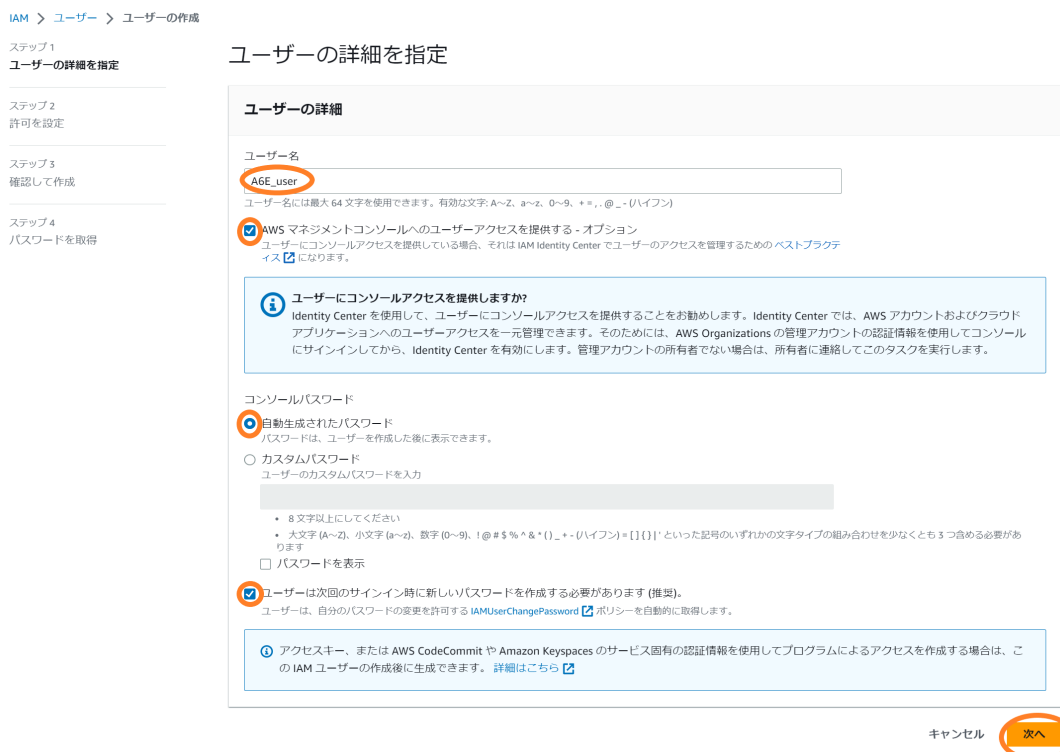 IAM > ユーザー > ユーザーの作成
ステップ 1
ユーザーの詳細を指定
ステップ 2
許可を設定
ステップ 3
確認して作成
ステップ 4
パスワードを取得
ユーザーの詳細を指定
ユーザーの詳細
ユーザー名
A6E_user
ユーザー名には最大 64 文字を使用できます。有効な文字: A～Z、a～z、0～9、+ = , . @ _ - (ハイフン)
AWS マネジメントコンソールへのユーザーアクセスを提供する - オプション
ユーザーにコンソールアクセスを提供している場合、それは IAM Identity Center でユーザーのアクセスを管理するための ベストプラクテ
ィス になります。
ユーザーにコンソールアクセスを提供しますか?
Identity Center を使用して、ユーザーにコンソールアクセスを提供することをお勧めします。Identity Center では、AWS アカウントおよびクラウド
アプリケーションへのユーザーアクセスを一元管理できます。そのためには、AWS Organizations の管理アカウントの認証情報を使用してコンソール
にサインインしてから、Identity Center を有効にします。管理アカウントの所有者でない場合は、所有者に連絡してこのタスクを実行します。
コンソールパスワード
自動生成されたパスワード
パスワードは、ユーザーを作成した後に表示できます。
カスタムパスワード
ユーザーのカスタムパスワードを入力
• 8 文字以上にしてください
• 大文字 (A～Z)、小文字 (a～z)、数字 (0～9)、! @ # $ % ^ & * ( ) _ + - (ハイフン) = [ ] { } | ' といった記号のいずれかの文字タイプの組み合わせを少なくとも 3 つ含める必要があ
ります
パスワードを表示
ユーザーは次回のサインイン時に新しいパスワードを作成する必要があります (推奨)。
ユーザーは、自分のパスワードの変更を許可する IAMUserChangePassword ポリシーを自動的に取得します。
アクセスキー、または AWS CodeCommit や Amazon Keyspaces のサービス固有の認証情報を使用してプログラムによるアクセスを作成する場合は、こ
の IAM ユーザーの作成後に生成できます。 詳細はこちら
キャンセル
次へ